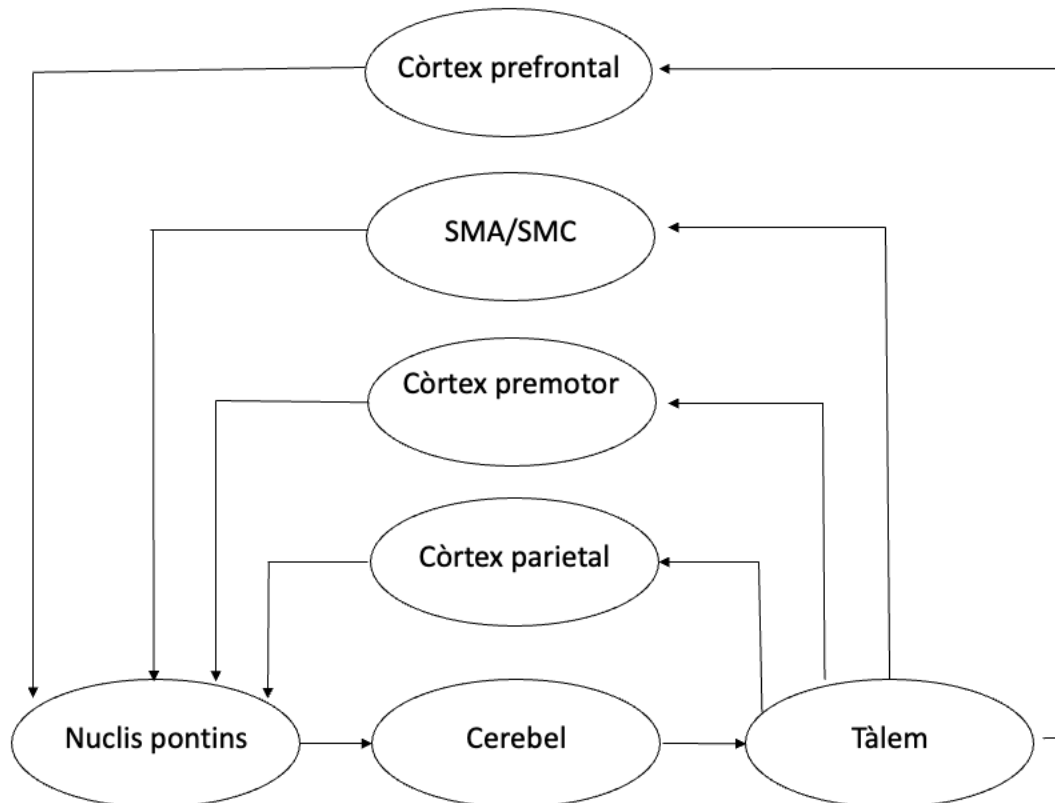 Còrtex prefrontal
SMA/SMC
Còrtex premotor
Còrtex parietal
Nuclis pontins
Cerebel
Tàlem